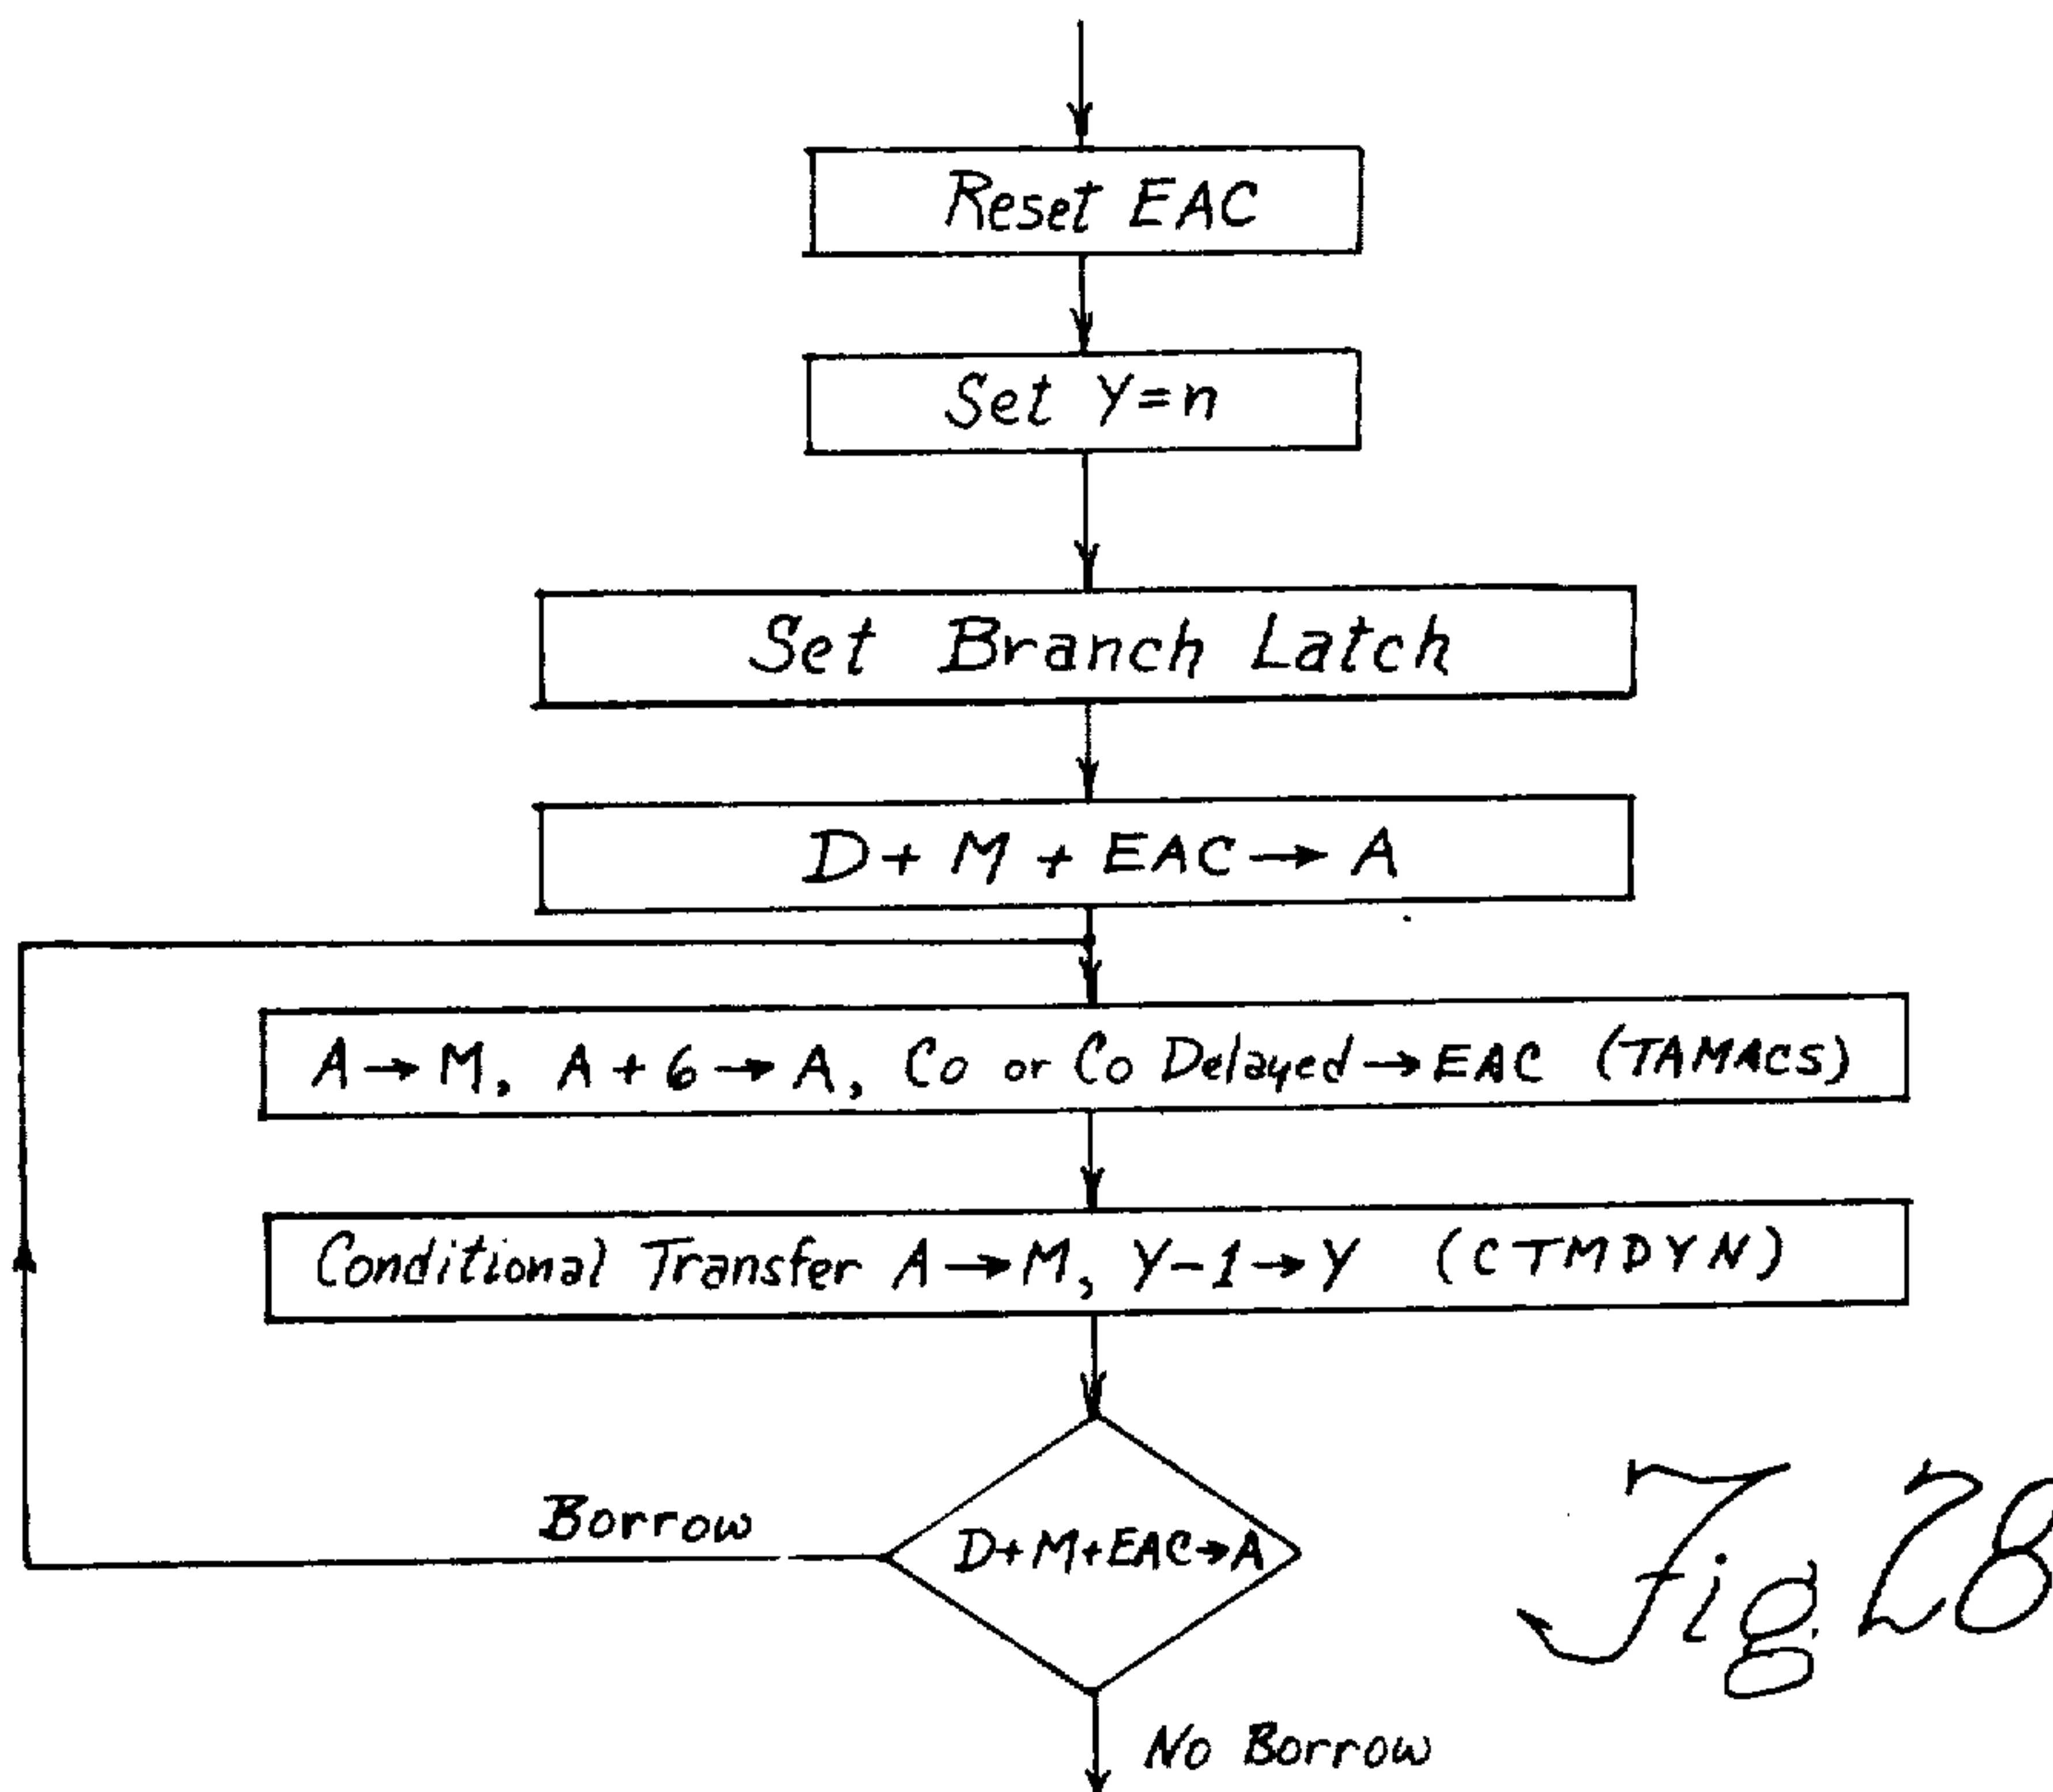 Reset EAC
Set Y=n
Set Branch Latch
D+ M + EAC → A
A → M, A + 6 → A, Co or Co Delayed → EAC (TAMACS)
Conditional Transfer A → M, Y-1 → Y (CTMDYN)
Borrow
D+M+EAC→A
Fig. 28
No Borrow